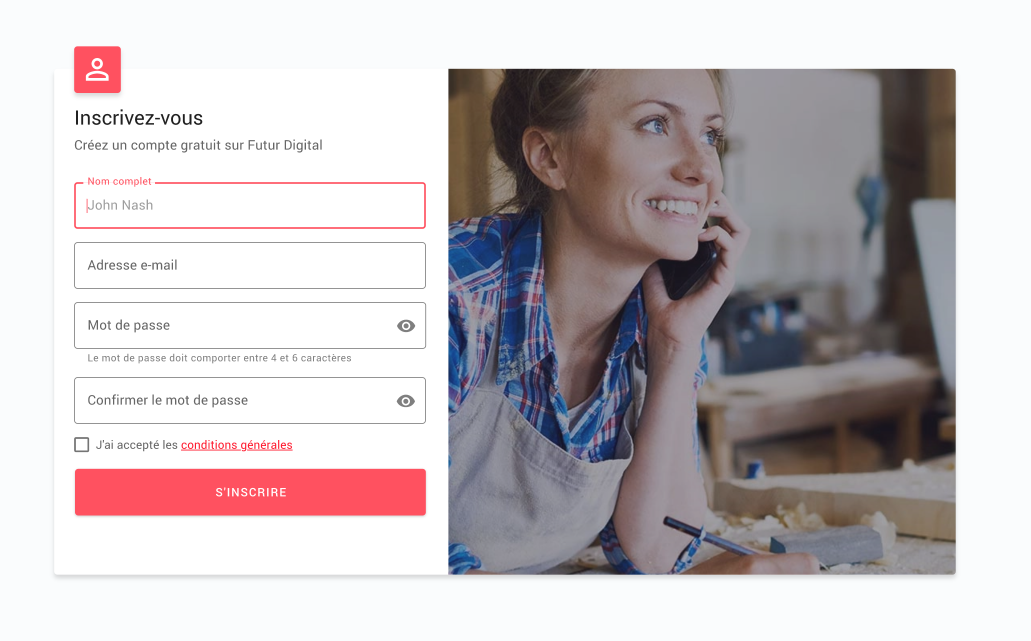 Inscrivez-vous
Créez un compte gratuit sur Futur Digital
Nom complet
John Nash
Adresse e-mail
Mot de passe
Le mot de passe doit comporter entre 4 et 6 caractères
Confirmer le mot de passe
J'ai accepté les conditions générales
S'INSCRIRE